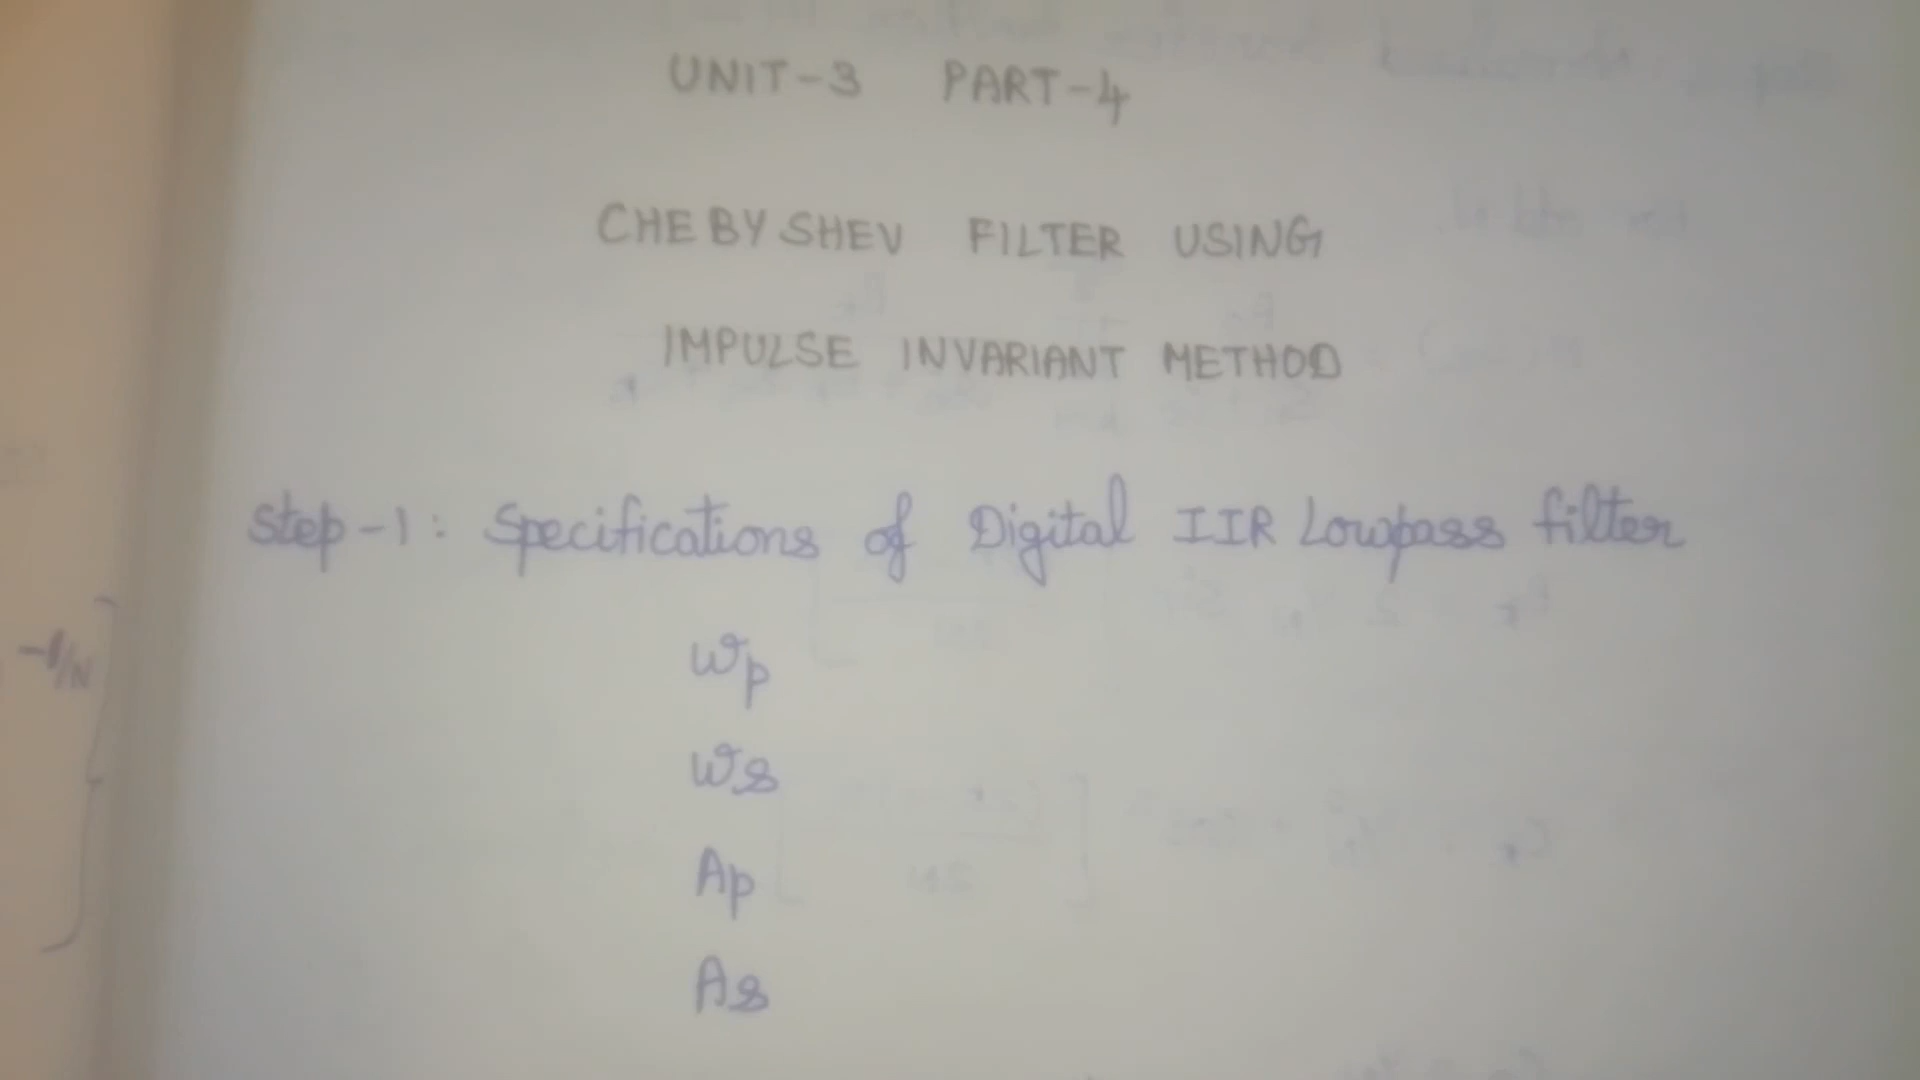 UNIT-3 PART-4
CHEBYSHEV FILTER USING
IMPULSE INVARIANT METHOD
Step-1: Specifications of Digital IIR Lowpass filter
-1/N
ωp
ωs
Ap
As